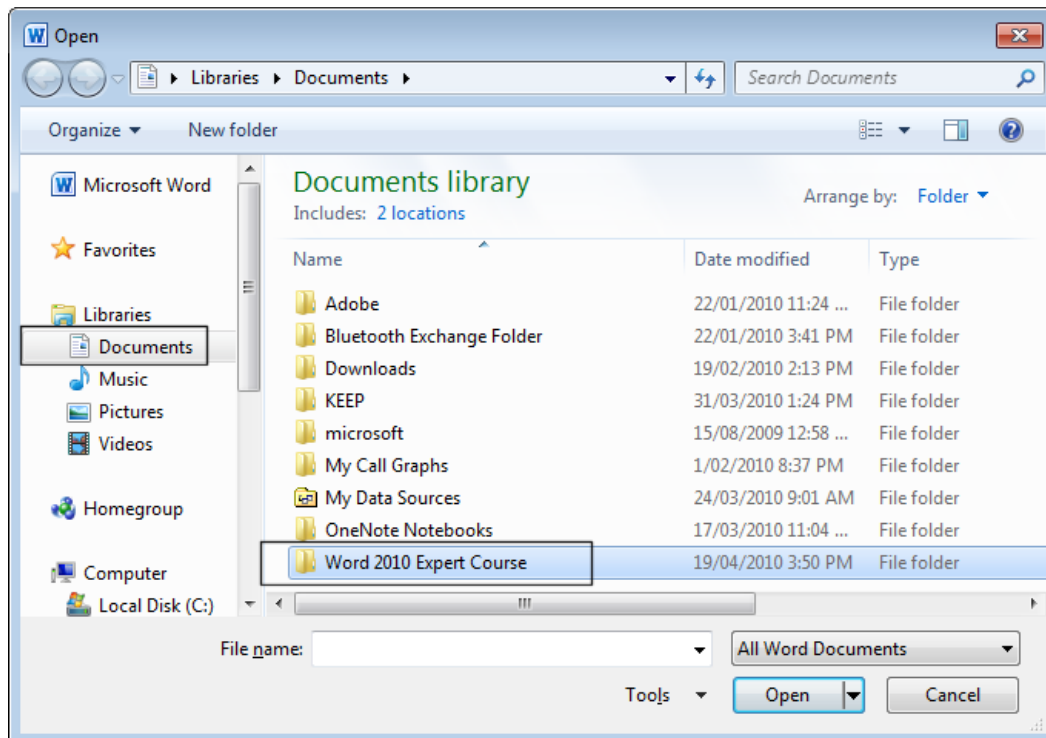 Open
Libraries Documents
Search Documents
Organize New folder
Microsoft Word
Favorites
Libraries
Documents
Music
Pictures
Videos
Homegroup
Computer
Local Disk (C:)
Documents library
Includes: 2 locations
Arrange by: Folder
Name Date modified Type
Adobe 22/01/2010 11:24 ... File folder
Bluetooth Exchange Folder 22/01/2010 3:41 PM File folder
Downloads 19/02/2010 2:13 PM File folder
KEEP 31/03/2010 1:24 PM File folder
microsoft 15/08/2009 12:58 ... File folder
My Call Graphs 1/02/2010 8:37 PM File folder
My Data Sources 24/03/2010 9:01 AM File folder
OneNote Notebooks 17/03/2010 11:04 ... File folder
Word 2010 Expert Course 19/04/2010 3:50 PM File folder
File name: All Word Documents
Tools Open Cancel